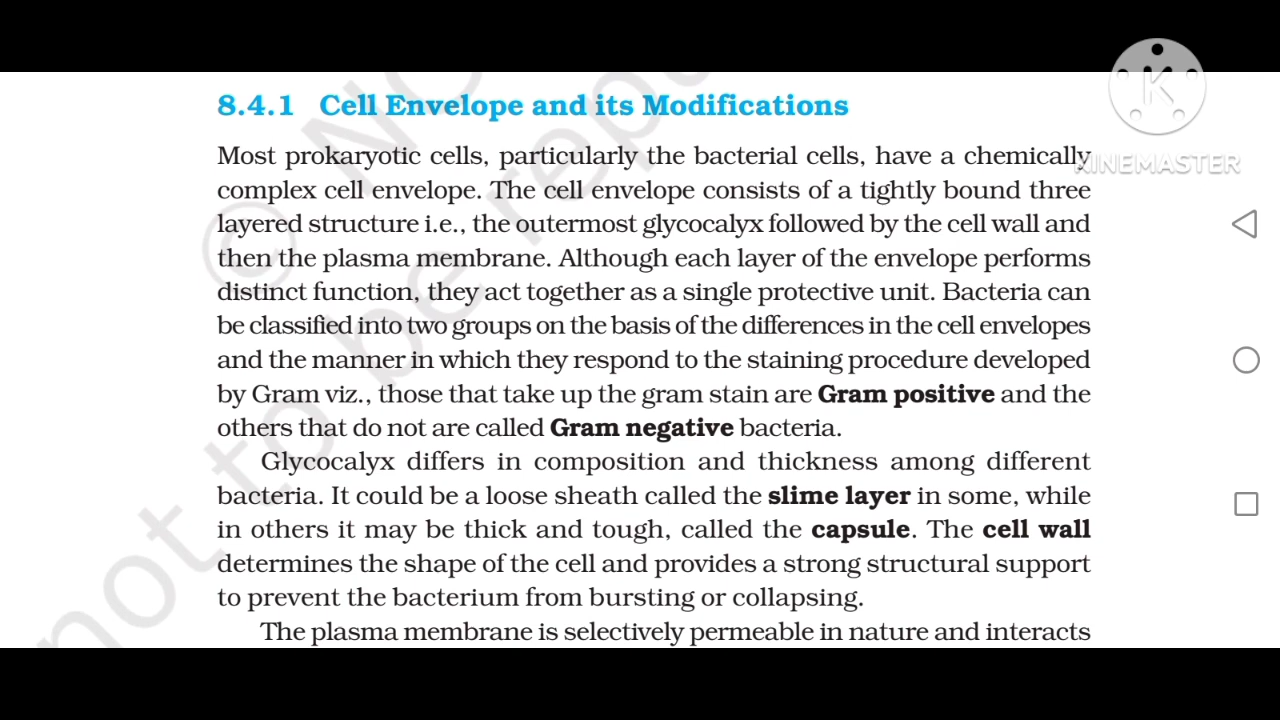 8.4.1 Cell Envelope and its Modifications
Most prokaryotic cells, particularly the bacterial cells, have a chemically
complex cell envelope. The cell envelope consists of a tightly bound three
layered structure i.e., the outermost glycocalyx followed by the cell wall and
then the plasma membrane. Although each layer of the envelope performs
distinct function, they act together as a single protective unit. Bacteria can
be classified into two groups on the basis of the differences in the cell envelopes
and the manner in which they respond to the staining procedure developed
by Gram viz., those that take up the gram stain are Gram positive and the
others that do not are called Gram negative bacteria.
Glycocalyx differs in composition and thickness among different
bacteria. It could be a loose sheath called the slime layer in some, while
in others it may be thick and tough, called the capsule. The cell wall
determines the shape of the cell and provides a strong structural support
to prevent the bacterium from bursting or collapsing.
The plasma membrane is selectively permeable in nature and interacts
K
KINEMASTER
not to be
©